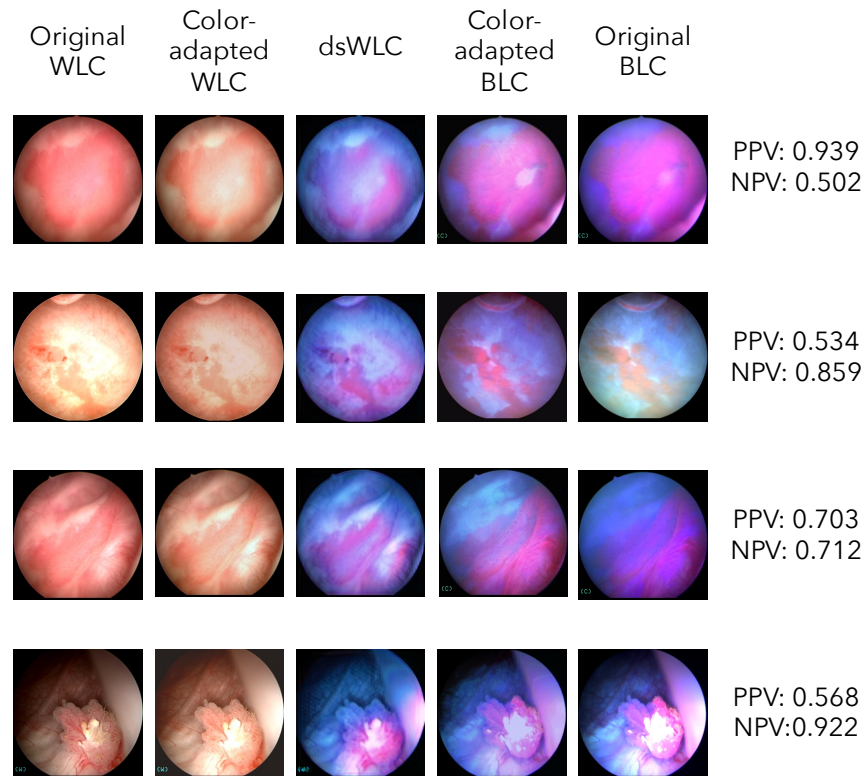 Original
WLC
Color-
adapted
WLC
dsWLC
Color-
adapted
BLC
Original
BLC
PPV: 0.939
NPV: 0.502
(C)
(C)
PPV: 0.534
NPV: 0.859
PPV: 0.703
NPV: 0.712
(C)
(C)
PPV: 0.568
NPV:0.922
(W)
(W)